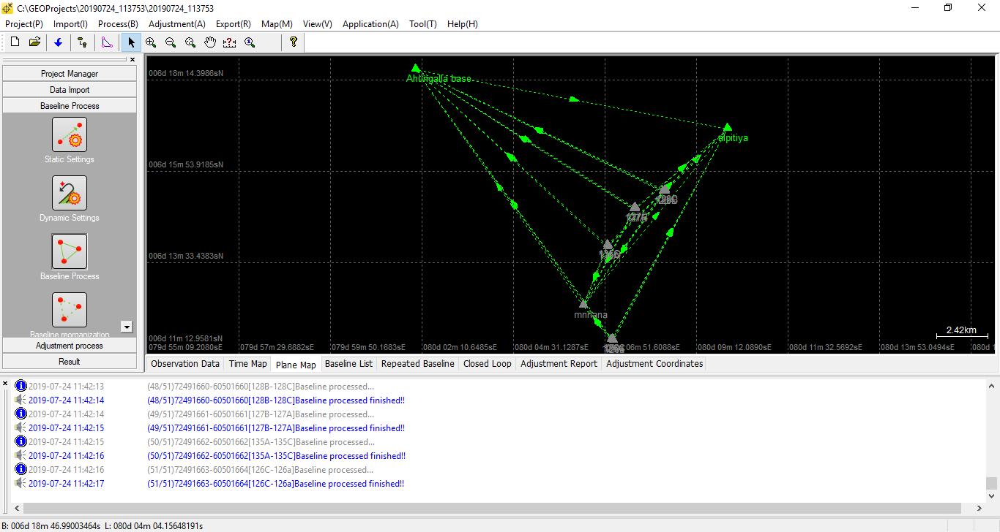 C:\GEOProjects\20190724_113753\20190724_113753
Project(P) Import(I) Process(B) Adjustment(A) Export(R) Map(M) View(V) Application(A) Tool(T) Help(H)
Project Manager
Data Import
Baseline Process
Static Settings
Dynamic Settings
Baseline Process
Baseline reorganization
Adjustment process
Result
006d 18m 14.3986sN
Ahungalla base
alpitiya
006d 15m 53.9185sN
006d 13m 33.4383sN
mnnana
006d 11m 12.9581sN
079d 55m 09.2080sE 079d 57m 29.6882sE 079d 59m 50.1683sE 080d 02m 10.6485sE 080d 04m 31.1287sE 06m 51.6088sE 080d 09m 12.0890sE 080d 11m 32.5692sE 080d 13m 53.0494sE 080d 1
2.42km
Observation Data Time Map Plane Map Baseline List Repeated Baseline Closed Loop Adjustment Report Adjustment Coordinates
2019-07-24 11:42:13 (48/51)72491660-60501660[128B-128C]Baseline processed...
2019-07-24 11:42:14 (48/51)72491660-60501660[128B-128C]Baseline processed finished!!
2019-07-24 11:42:14 (49/51)72491661-60501661[127B-127A]Baseline processed...
2019-07-24 11:42:15 (49/51)72491661-60501661[127B-127A]Baseline processed finished!!
2019-07-24 11:42:15 (50/51)72491662-60501662[135A-135C]Baseline processed...
2019-07-24 11:42:16 (50/51)72491662-60501662[135A-135C]Baseline processed finished!!
2019-07-24 11:42:16 (51/51)72491663-60501664[126C-126a]Baseline processed...
2019-07-24 11:42:17 (51/51)72491663-60501664[126C-126a]Baseline processed finished!!
B: 006d 18m 46.99003464s L: 080d 04m 04.15648191s